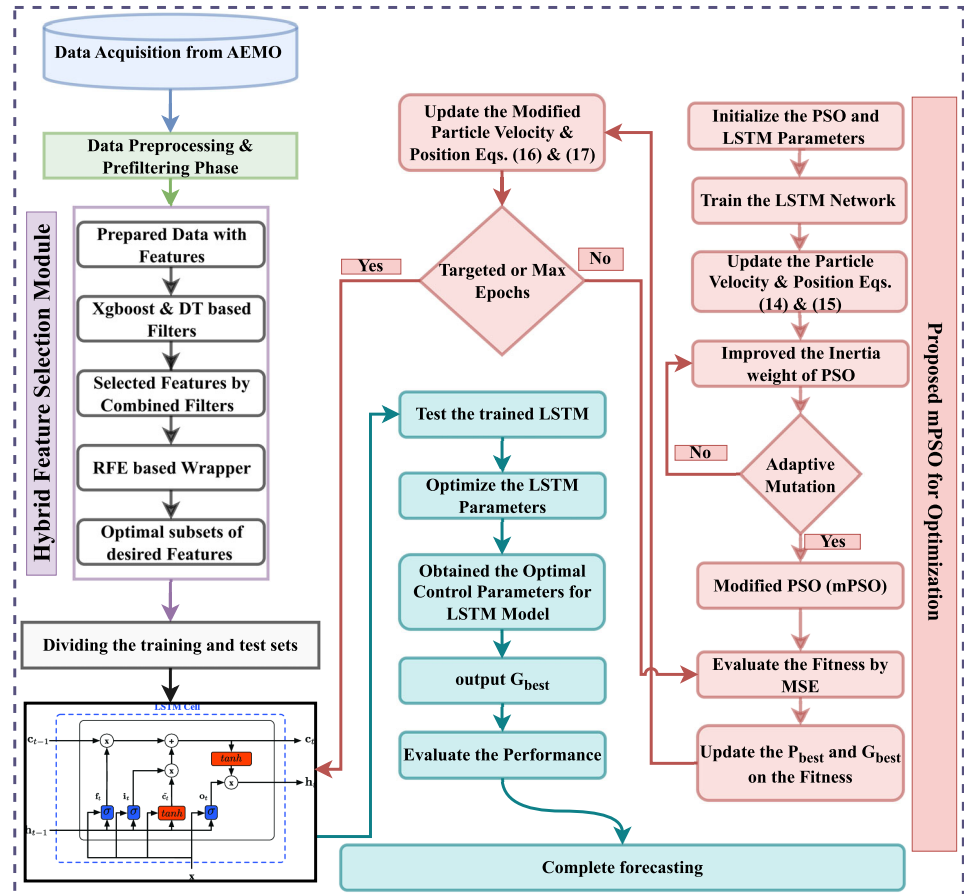 Data Acquisition from AEMO
Data Preprocessing &
Prefiltering Phase
Hybrid Feature Selection Module
Prepared Data with
Features
Xgboost & DT based
Filters
Selected Features by
Combined Filters
RFE based Wrapper
Optimal subsets of
desired Features
Dividing the training and test sets
LSTM Cell
c_{t-1}
x
+
c_t
tanh
x
x
h_t
f_t
i_t
c̃_t
o_t
σ
σ
tanh
σ
h_{t-1}
x
Update the Modified
Particle Velocity &
Position Eqs. (16) & (17)
Targeted or Max
Epochs
Yes
No
Test the trained LSTM
Optimize the LSTM
Parameters
Obtained the Optimal
Control Parameters for
LSTM Model
output G_best
Evaluate the Performance
Complete forecasting
Initialize the PSO and
LSTM Parameters
Train the LSTM Network
Update the Particle
Velocity & Position Eqs.
(14) & (15)
Improved the Inertia
weight of PSO
No
Adaptive
Mutation
Yes
Modified PSO (mPSO)
Evaluate the Fitness by
MSE
Update the P_best and G_best
on the Fitness
Proposed mPSO for Optimization